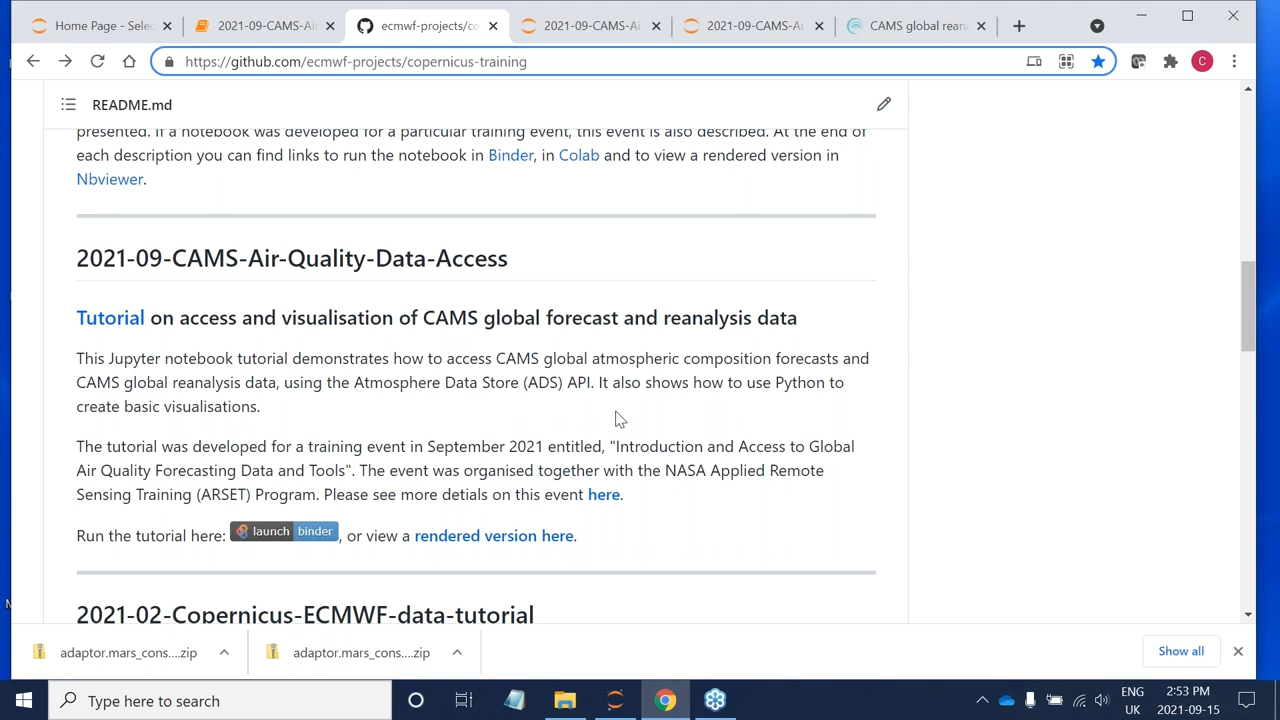 Home Page - Selec
2021-09-CAMS-Air
ecmwf-projects/co
2021-09-CAMS-Ai
2021-09-CAMS-Ai
CAMS global reana
https://github.com/ecmwf-projects/copernicus-training
C
README.md
presented. If a notebook was developed for a particular training event, this event is also described. At the end of
each description you can find links to run the notebook in Binder, in Colab and to view a rendered version in
Nbviewer.
2021-09-CAMS-Air-Quality-Data-Access
Tutorial on access and visualisation of CAMS global forecast and reanalysis data
This Jupyter notebook tutorial demonstrates how to access CAMS global atmospheric composition forecasts and
CAMS global reanalysis data, using the Atmosphere Data Store (ADS) API. It also shows how to use Python to
create basic visualisations.
The tutorial was developed for a training event in September 2021 entitled, "Introduction and Access to Global
Air Quality Forecasting Data and Tools". The event was organised together with the NASA Applied Remote
Sensing Training (ARSET) Program. Please see more detials on this event here.
Run the tutorial here: launch binder, or view a rendered version here.
2021-02-Copernicus-ECMWF-data-tutorial
adaptor.mars_cons....zip
adaptor.mars_cons....zip
Show all
Type here to search
ENG
UK
2:53 PM
2021-09-15